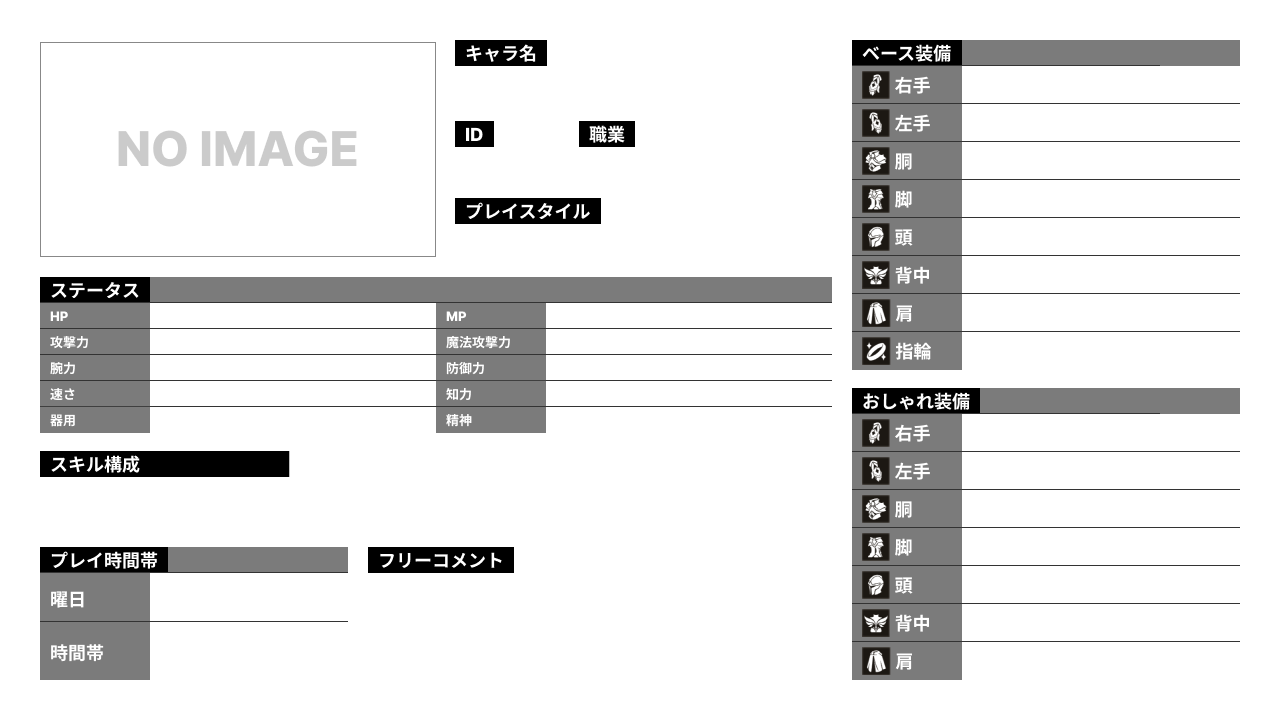 NO IMAGE
キャラ名
ID
職業
プレイスタイル
ステータス
HP
MP
攻撃力
魔法攻撃力
腕力
防御力
速さ
知力
器用
精神
スキル構成
プレイ時間帯
曜日
時間帯
フリーコメント
ベース装備
右手
左手
胴
脚
頭
背中
肩
指輪
おしゃれ装備
右手
左手
胴
脚
頭
背中
肩